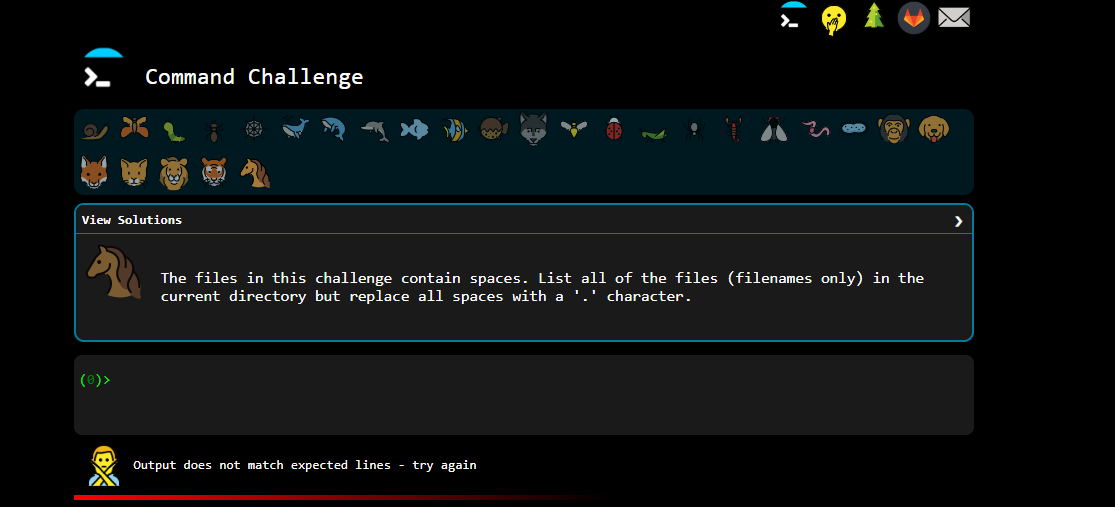 Command Challenge
View Solutions
The files in this challenge contain spaces. List all of the files (filenames only) in the
current directory but replace all spaces with a '.' character.
(0)>
Output does not match expected lines - try again